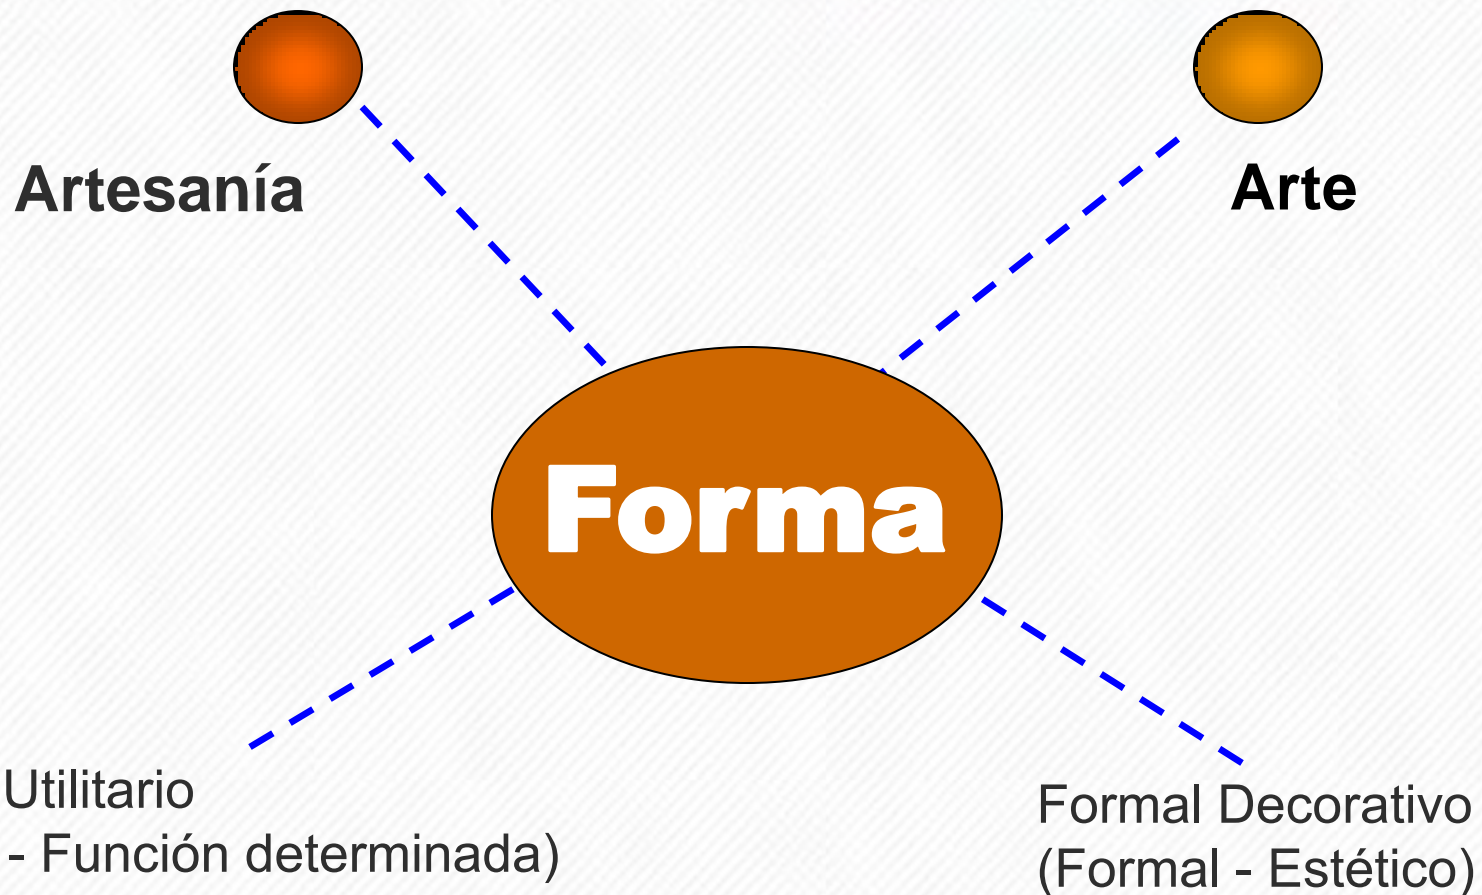 Artesanía
Arte
Forma
Utilitario
- Función determinada)
Formal Decorativo
(Formal - Estético)